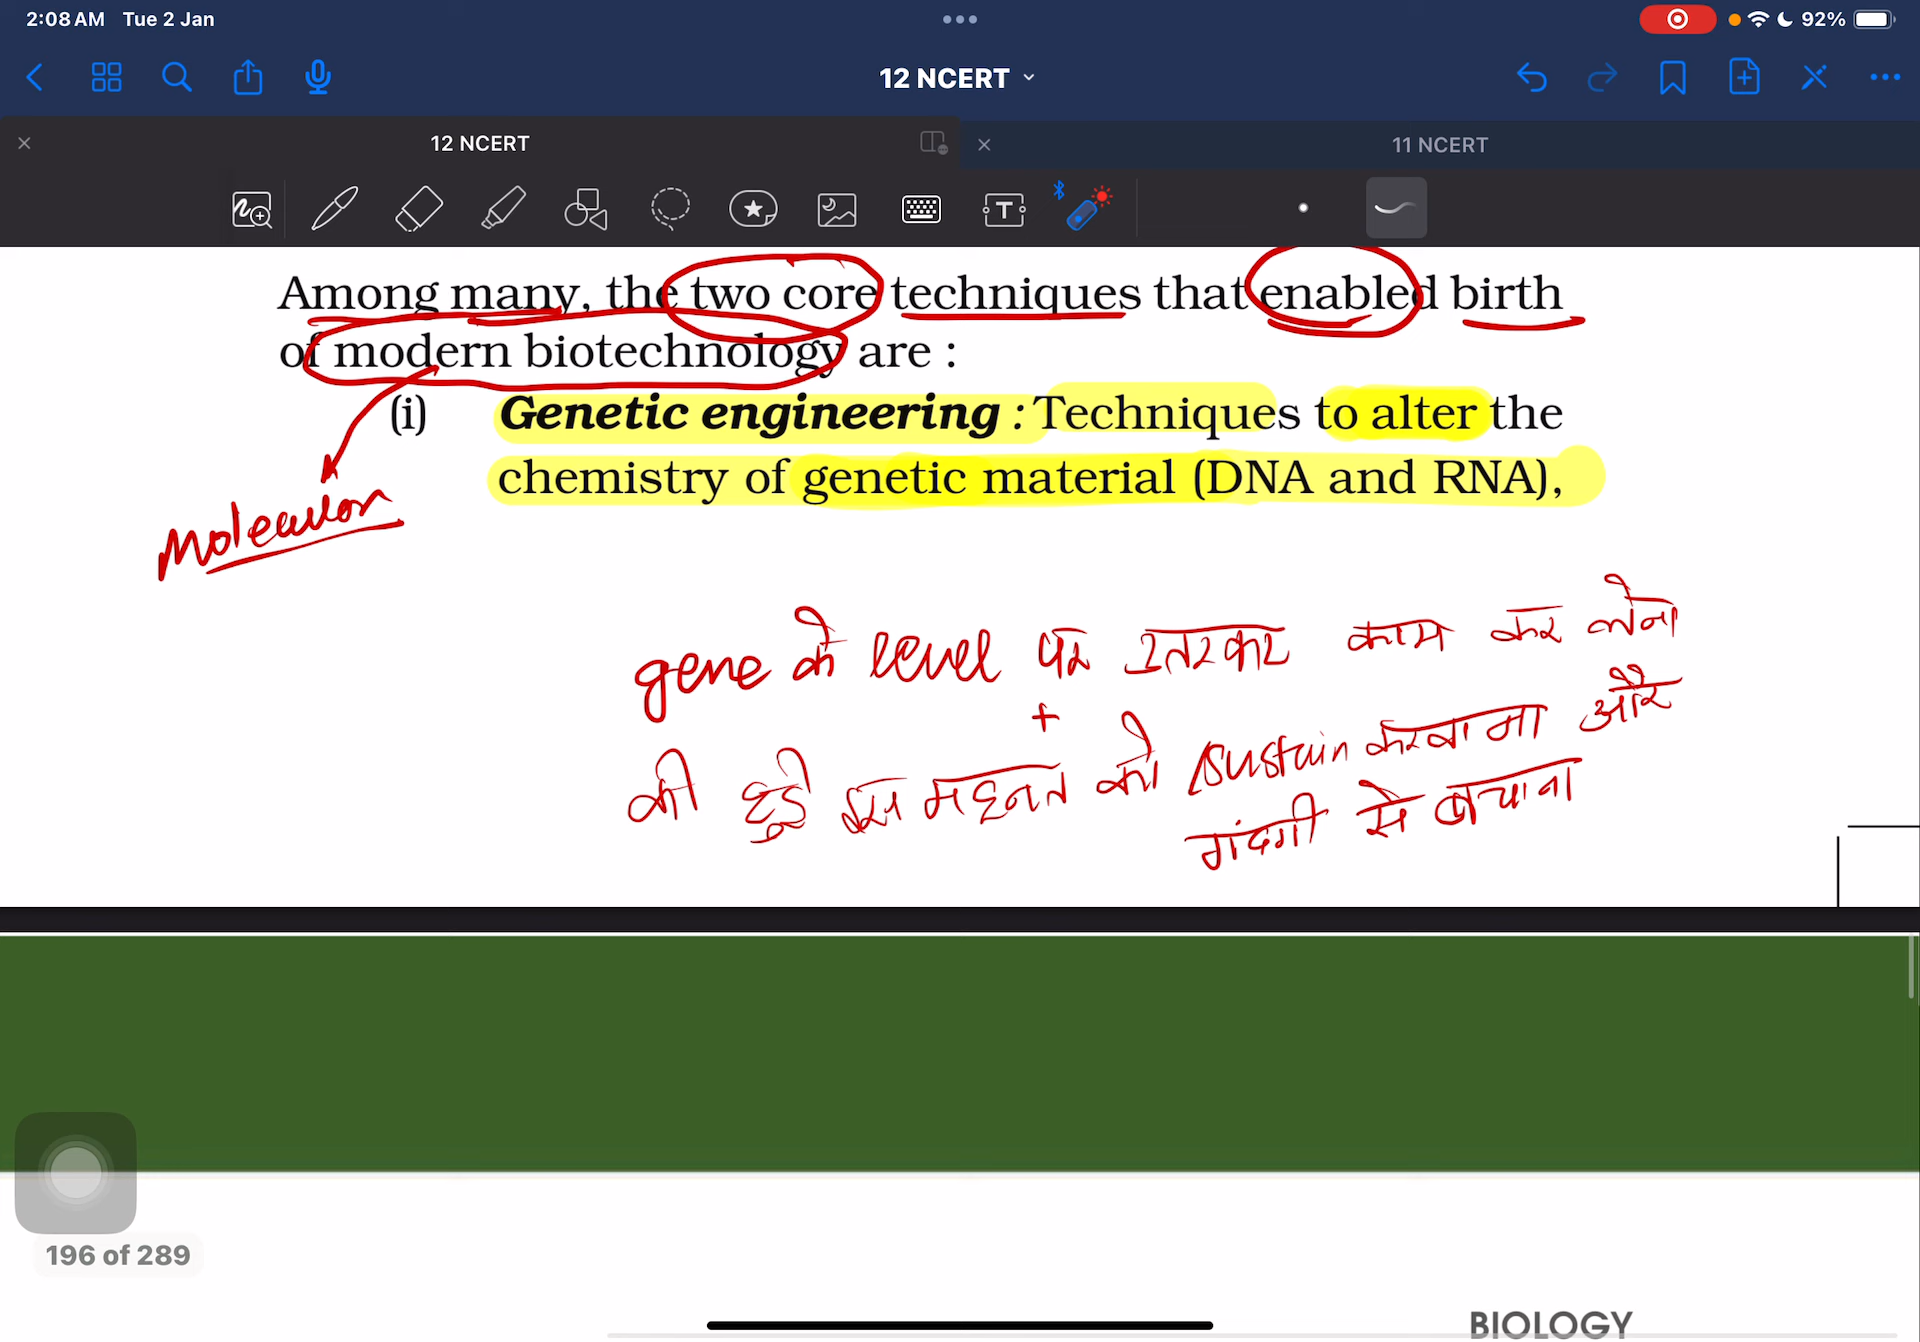 2:08 AM Tue 2 Jan
92%
12 NCERT
12 NCERT
11 NCERT
Among many, the two core techniques that enabled birth
of modern biotechnology are :
(i) Genetic engineering : Techniques to alter the
chemistry of genetic material (DNA and RNA),
Molecular
gene के level पर उतरकर काम कर लेना
+
की हुई इस महनत को sustain करवाना और
गंदगी से बचाना
196 of 289
BIOLOGY